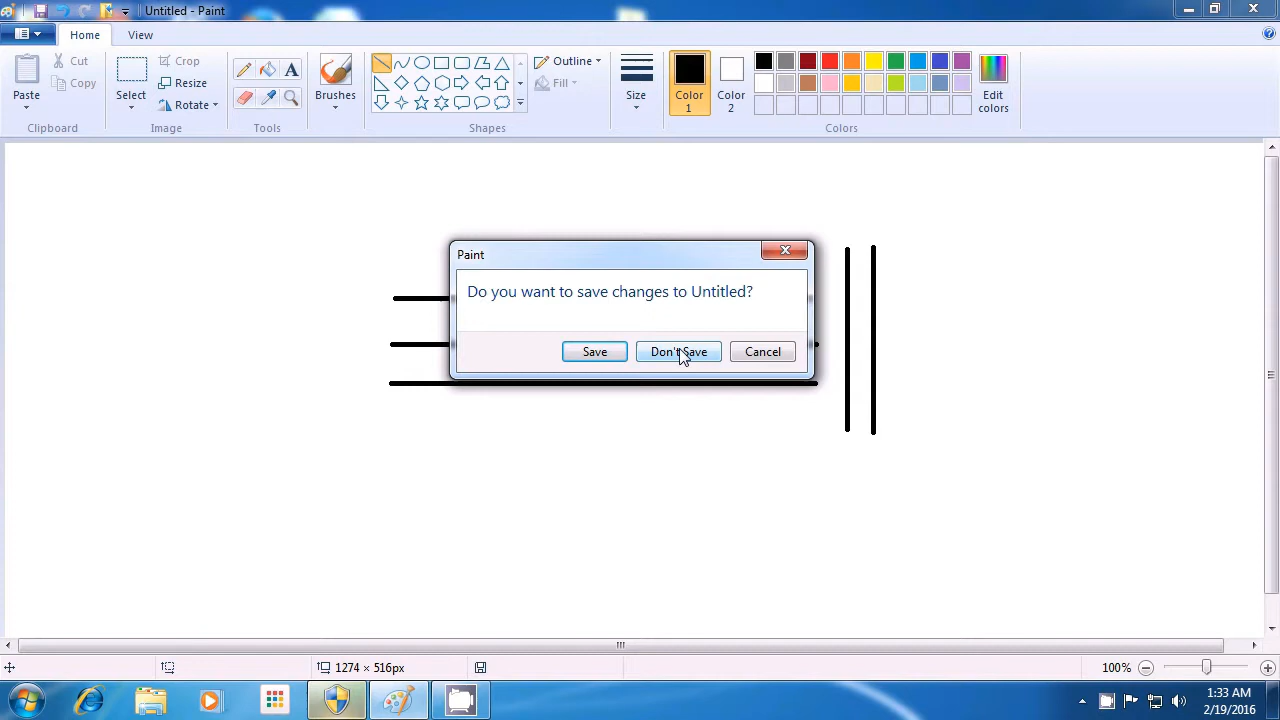 Untitled - Paint
Home
View
Paste
Cut
Copy
Clipboard
Select
Crop
Resize
Rotate
Image
A
Tools
Brushes
Outline
Fill
Shapes
Size
Color
1
Color
2
Edit
colors
Colors
Paint
Do you want to save changes to Untitled?
Save
Don't Save
Cancel
1274 × 516px
100%
1:33 AM
2/19/2016